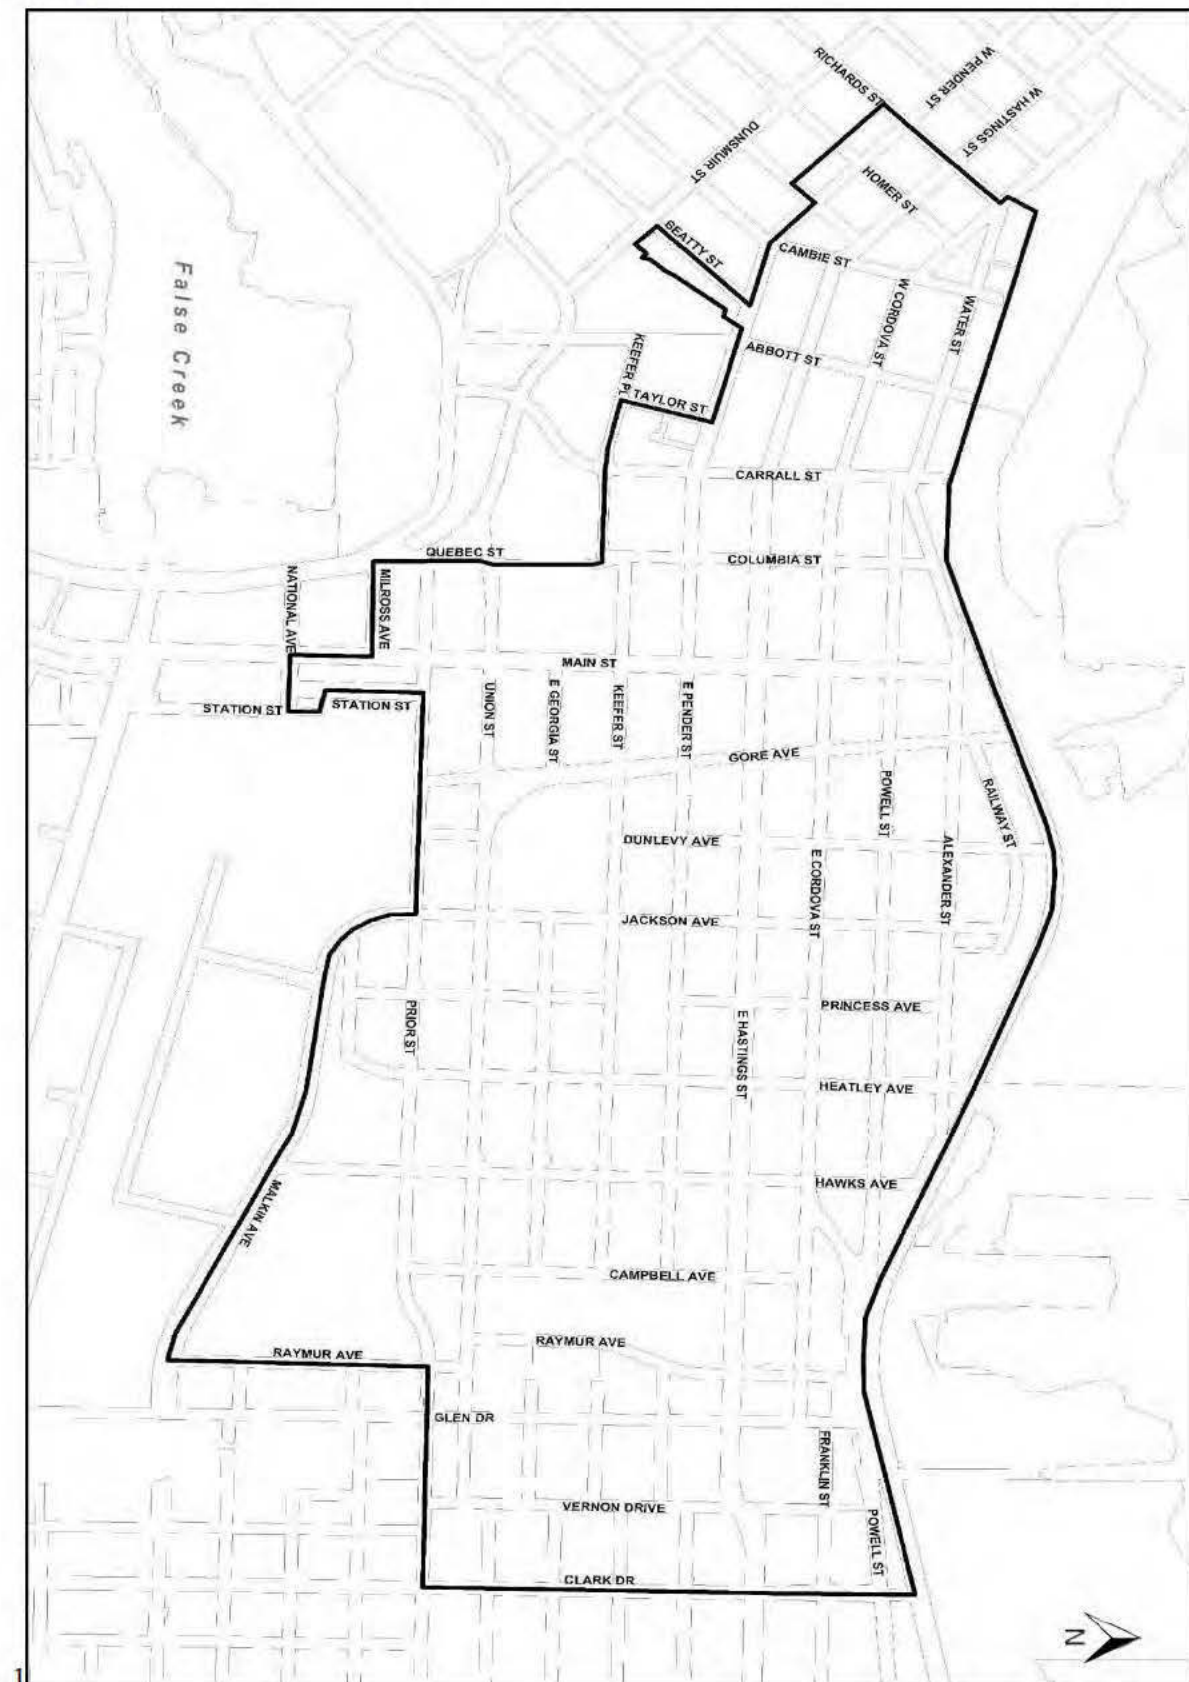 RICHARDS ST
W PENDER ST
W HASTINGS ST
DUNSMUIR ST
HOMER ST
BEATTY ST
CAMBIE ST
W CORDOVA ST
WATER ST
False Creek
KEEFER PL
ABBOTT ST
TAYLOR ST
CARRALL ST
QUEBEC ST
COLUMBIA ST
NATIONAL AVE
MILROSS AVE
MAIN ST
STATION ST
STATION ST
UNION ST
E GEORGIA ST
KEEFER ST
E PENDER ST
GORE AVE
POWELL ST
RAILWAY ST
DUNLEVY AVE
E CORDOVA ST
ALEXANDER ST
JACKSON AVE
PRIOR ST
E HASTINGS ST
PRINCESS AVE
HEATLEY AVE
MALKIN AVE
HAWKS AVE
CAMPBELL AVE
RAYMUR AVE
RAYMUR AVE
GLEN DR
FRANKLIN ST
VERNON DRIVE
POWELL ST
CLARK DR
N
1